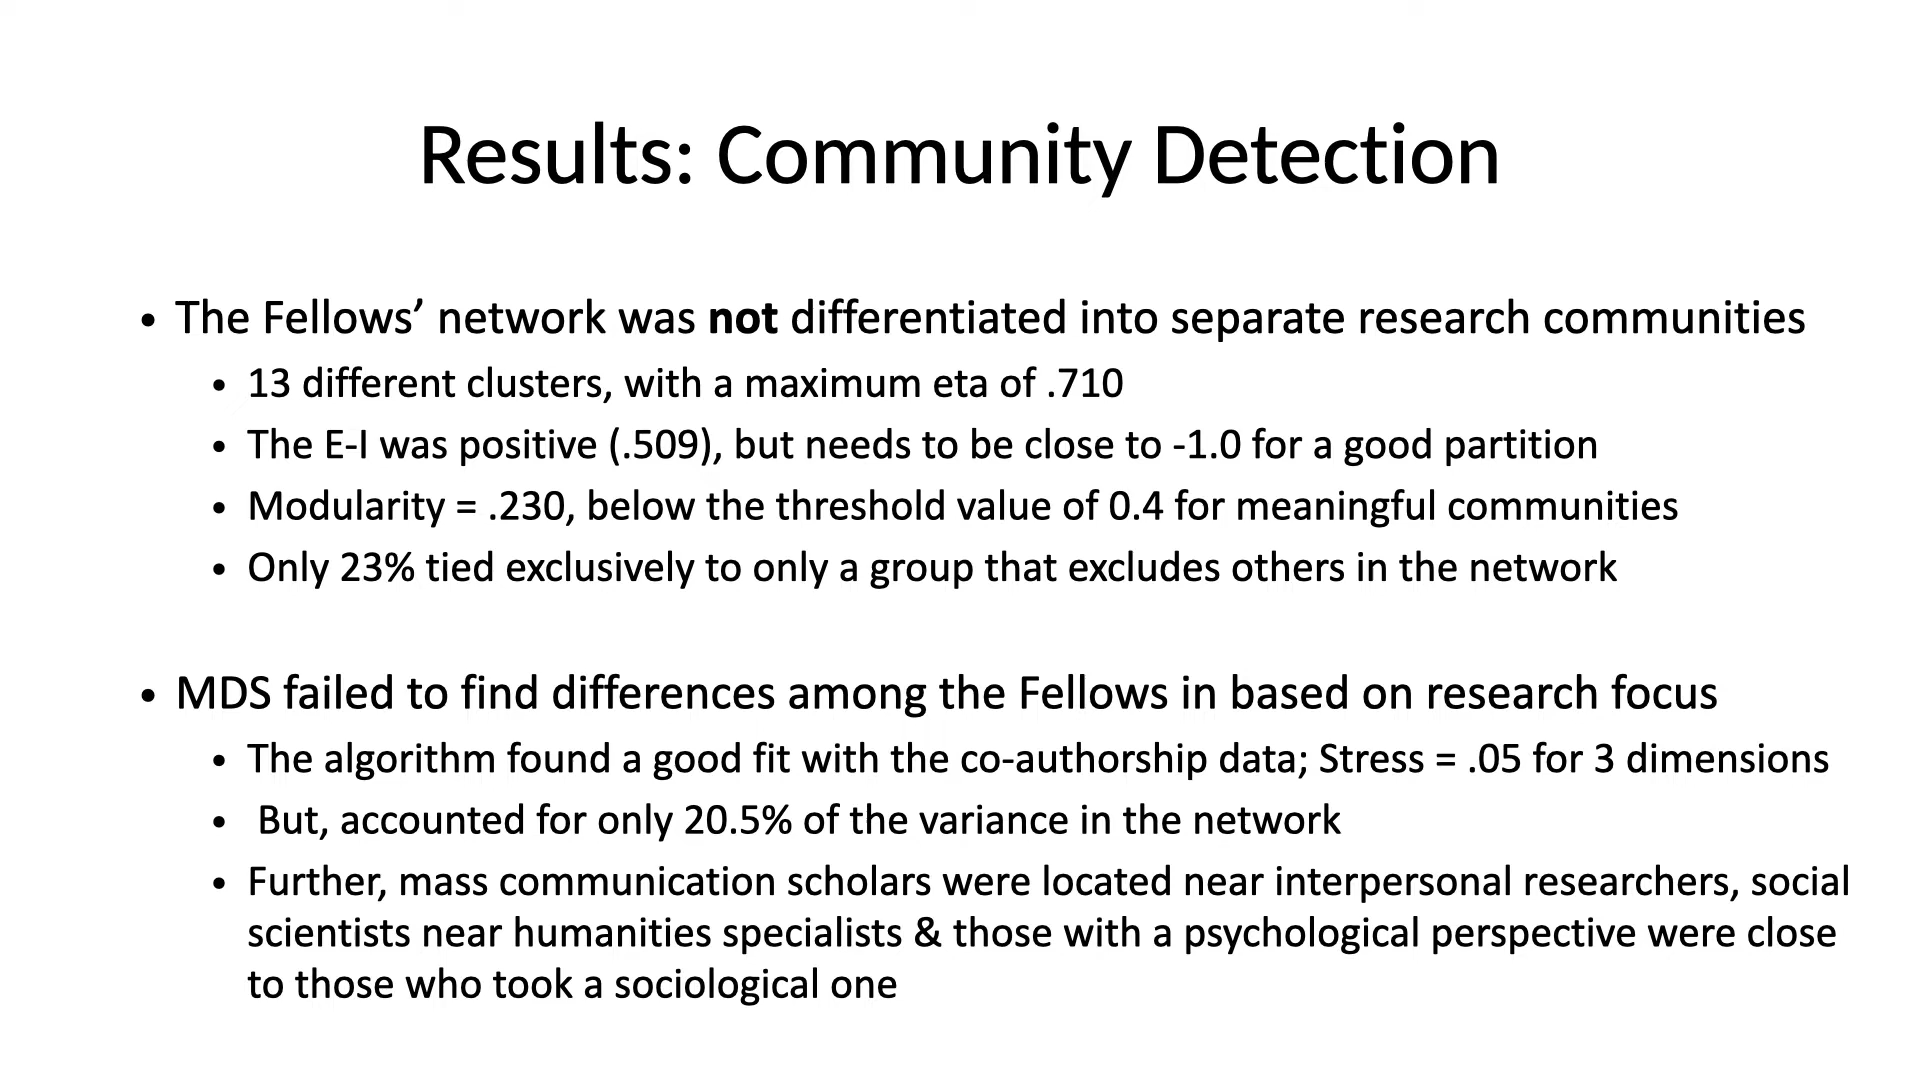 Results: Community Detection
• The Fellows’ network was not differentiated into separate research communities
• 13 different clusters, with a maximum eta of .710
• The E-I was positive (.509), but needs to be close to -1.0 for a good partition
• Modularity = .230, below the threshold value of 0.4 for meaningful communities
• Only 23% tied exclusively to only a group that excludes others in the network
• MDS failed to find differences among the Fellows in based on research focus
• The algorithm found a good fit with the co-authorship data; Stress = .05 for 3 dimensions
• But, accounted for only 20.5% of the variance in the network
• Further, mass communication scholars were located near interpersonal researchers, social
scientists near humanities specialists & those with a psychological perspective were close
to those who took a sociological one